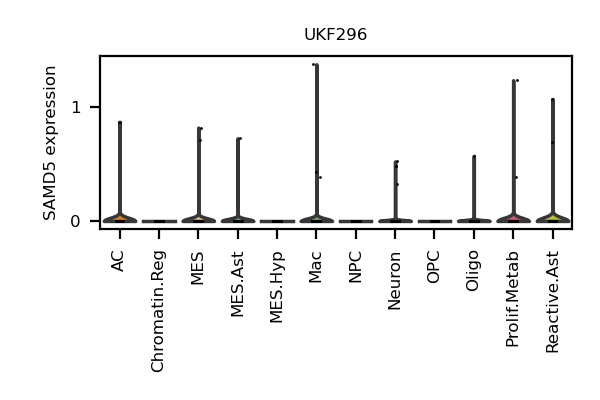 UKF296
SAMD5 expression
1
0
AC
Chromatin.Reg
MES
MES.Ast
MES.Hyp
Mac
NPC
Neuron
OPC
Oligo
Prolif.Metab
Reactive.Ast